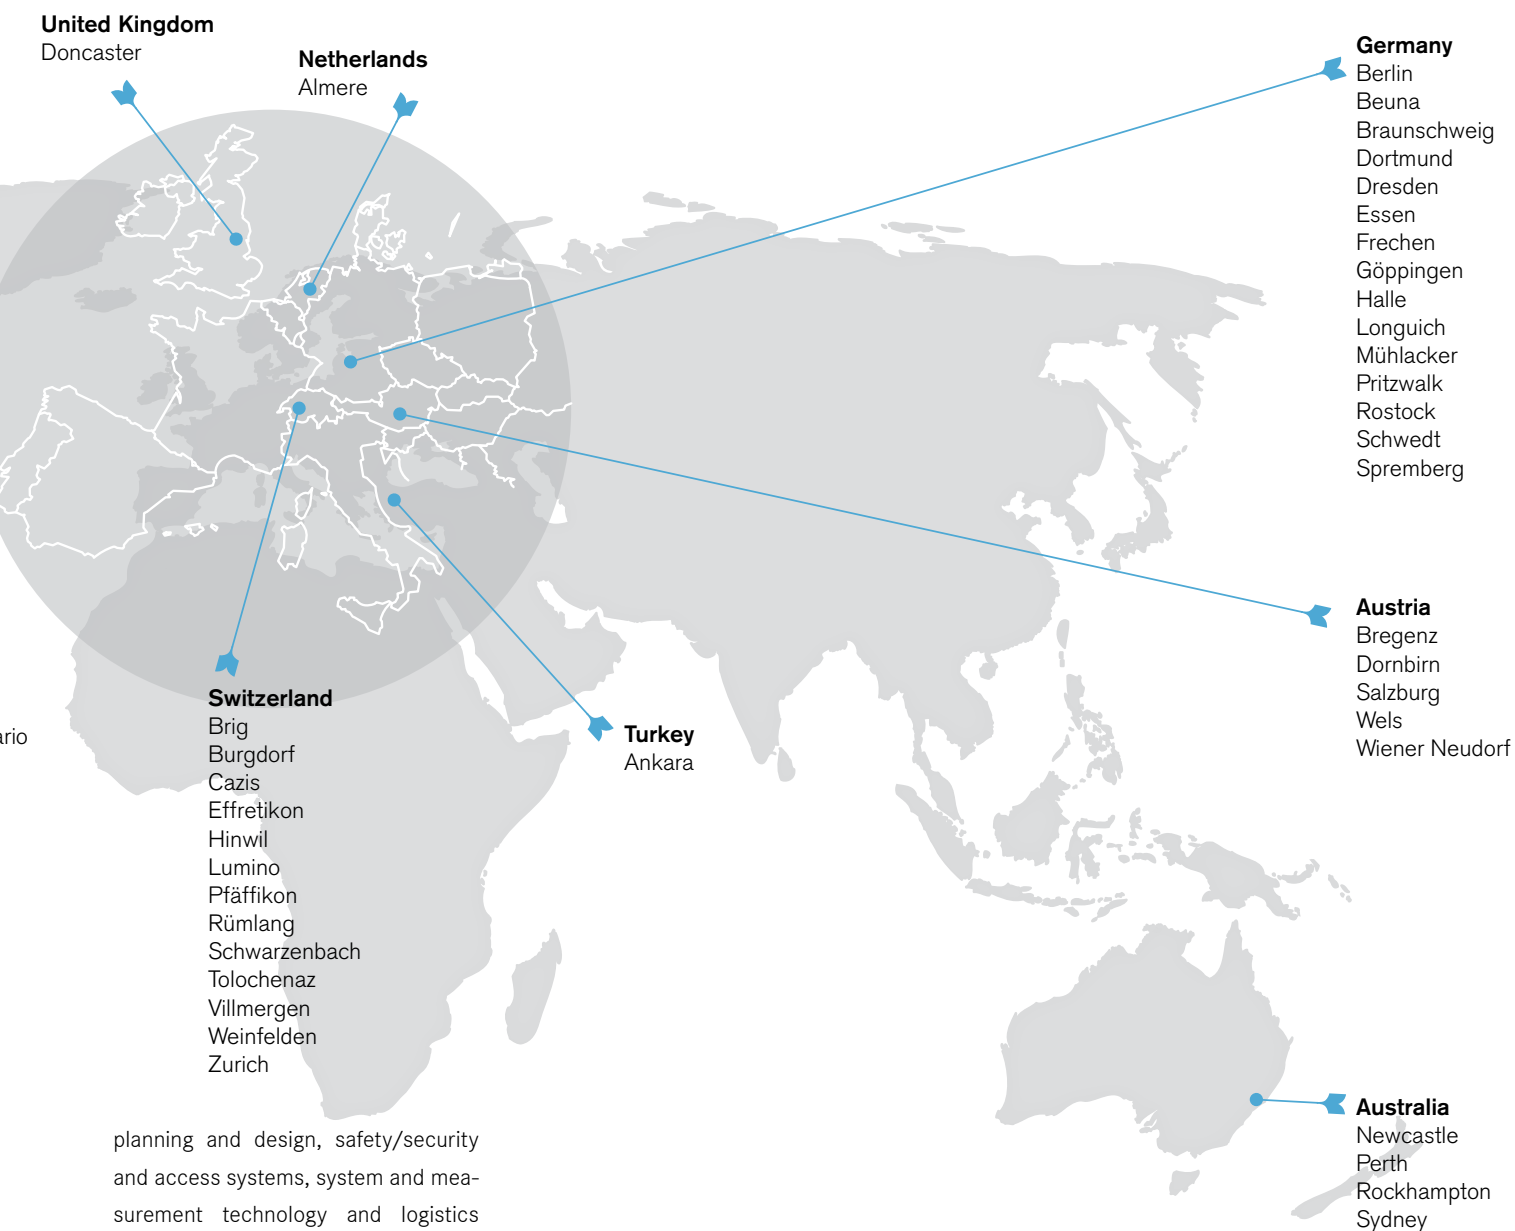 United Kingdom
Doncaster
Netherlands
Almere
Germany
Berlin
Beuna
Braunschweig
Dortmund
Dresden
Essen
Frechen
Göppingen
Halle
Longuich
Mühlacker
Pritzwalk
Rostock
Schwedt
Spremberg
Austria
Bregenz
Dornbirn
Salzburg
Wels
Wiener Neudorf
Switzerland
Brig
Burgdorf
Cazis
Effretikon
Hinwil
Lumino
Pfäffikon
Rümlang
Schwarzenbach
Tolochenaz
Villmergen
Weinfelden
Zurich
Turkey
Ankara
ario
Australia
Newcastle
Perth
Rockhampton
Sydney
planning and design, safety/security
and access systems, system and mea-
surement technology and logistics